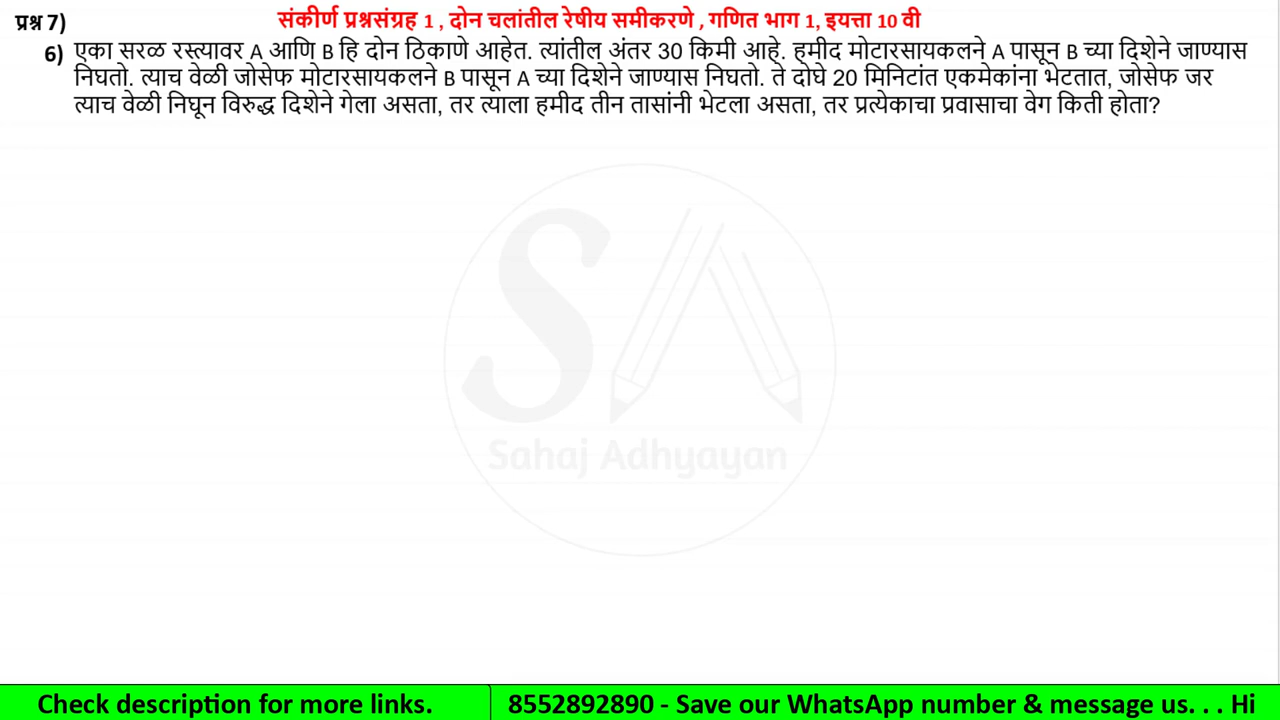 प्रश्न 7)
संकीर्ण प्रश्नसंग्रह 1 , दोन चलांतील रेषीय समीकरणे , गणित भाग 1, इयत्ता 10 वी
6) एका सरळ रस्त्यावर A आणि B हि दोन ठिकाणे आहेत. त्यांतील अंतर 30 किमी आहे. हमीद मोटारसायकलने A पासून B च्या दिशेने जाण्यास
निघतो. त्याच वेळी जोसेफ मोटारसायकलने B पासून A च्या दिशेने जाण्यास निघतो. ते दोघे 20 मिनिटांत एकमेकांना भेटतात, जोसेफ जर
त्याच वेळी निघून विरुद्ध दिशेने गेला असता, तर त्याला हमीद तीन तासांनी भेटला असता, तर प्रत्येकाचा प्रवासाचा वेग किती होता?
SA
Sahaj Adhyayan
Check description for more links.
8552892890 - Save our WhatsApp number & message us. . . Hi